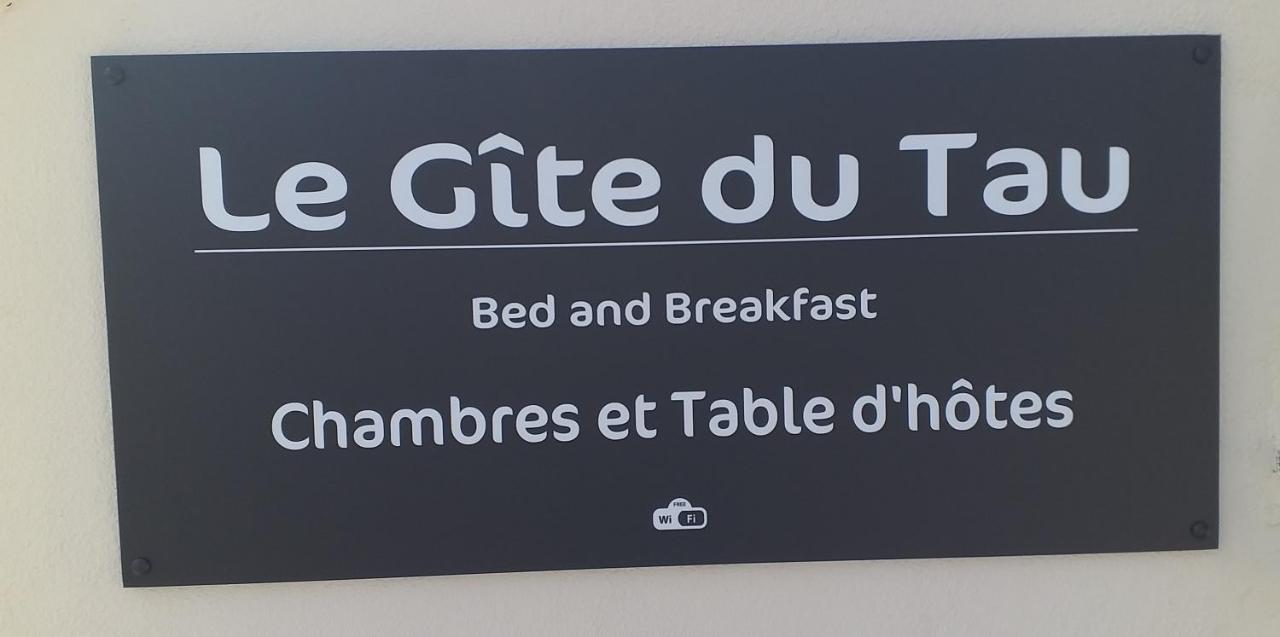 Le Gîte du Tau
Bed and Breakfast
Chambres et Table d'hôtes
FREE
Wi Fi